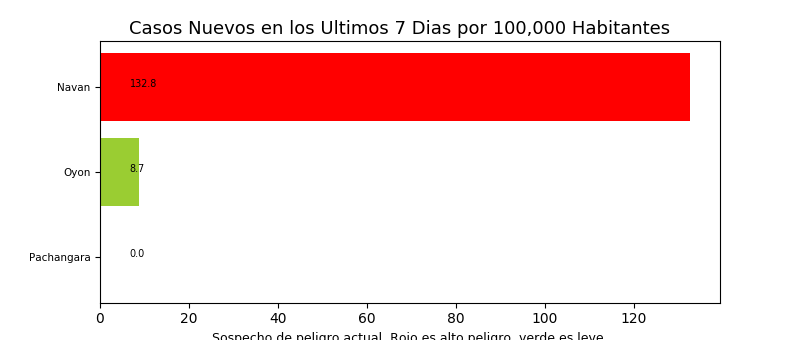 Casos Nuevos en los Ultimos 7 Dias por 100,000 Habitantes
Navan
132.8
Oyon
8.7
Pachangara
0.0
0 20 40 60 80 100 120
Sospecho de peligro actual. Rojo es alto peligro, verde es leve